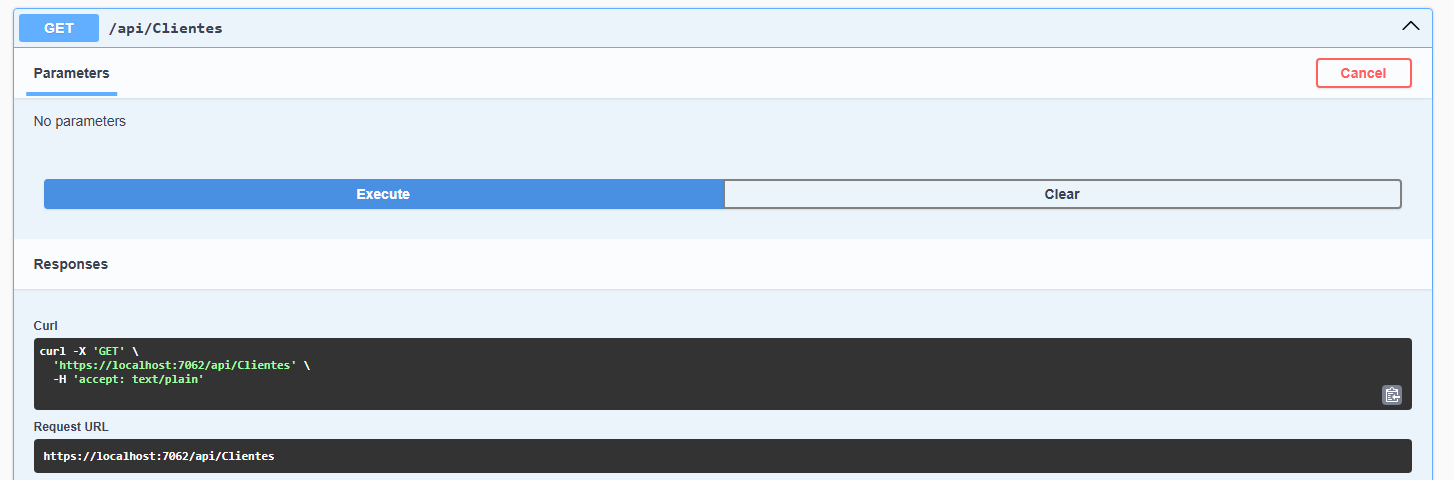 GET /api/Clientes
Parameters
Cancel
No parameters
Execute
Clear
Responses
Curl
curl -X 'GET' \
  'https://localhost:7062/api/Clientes' \
  -H 'accept: text/plain'
Request URL
https://localhost:7062/api/Clientes